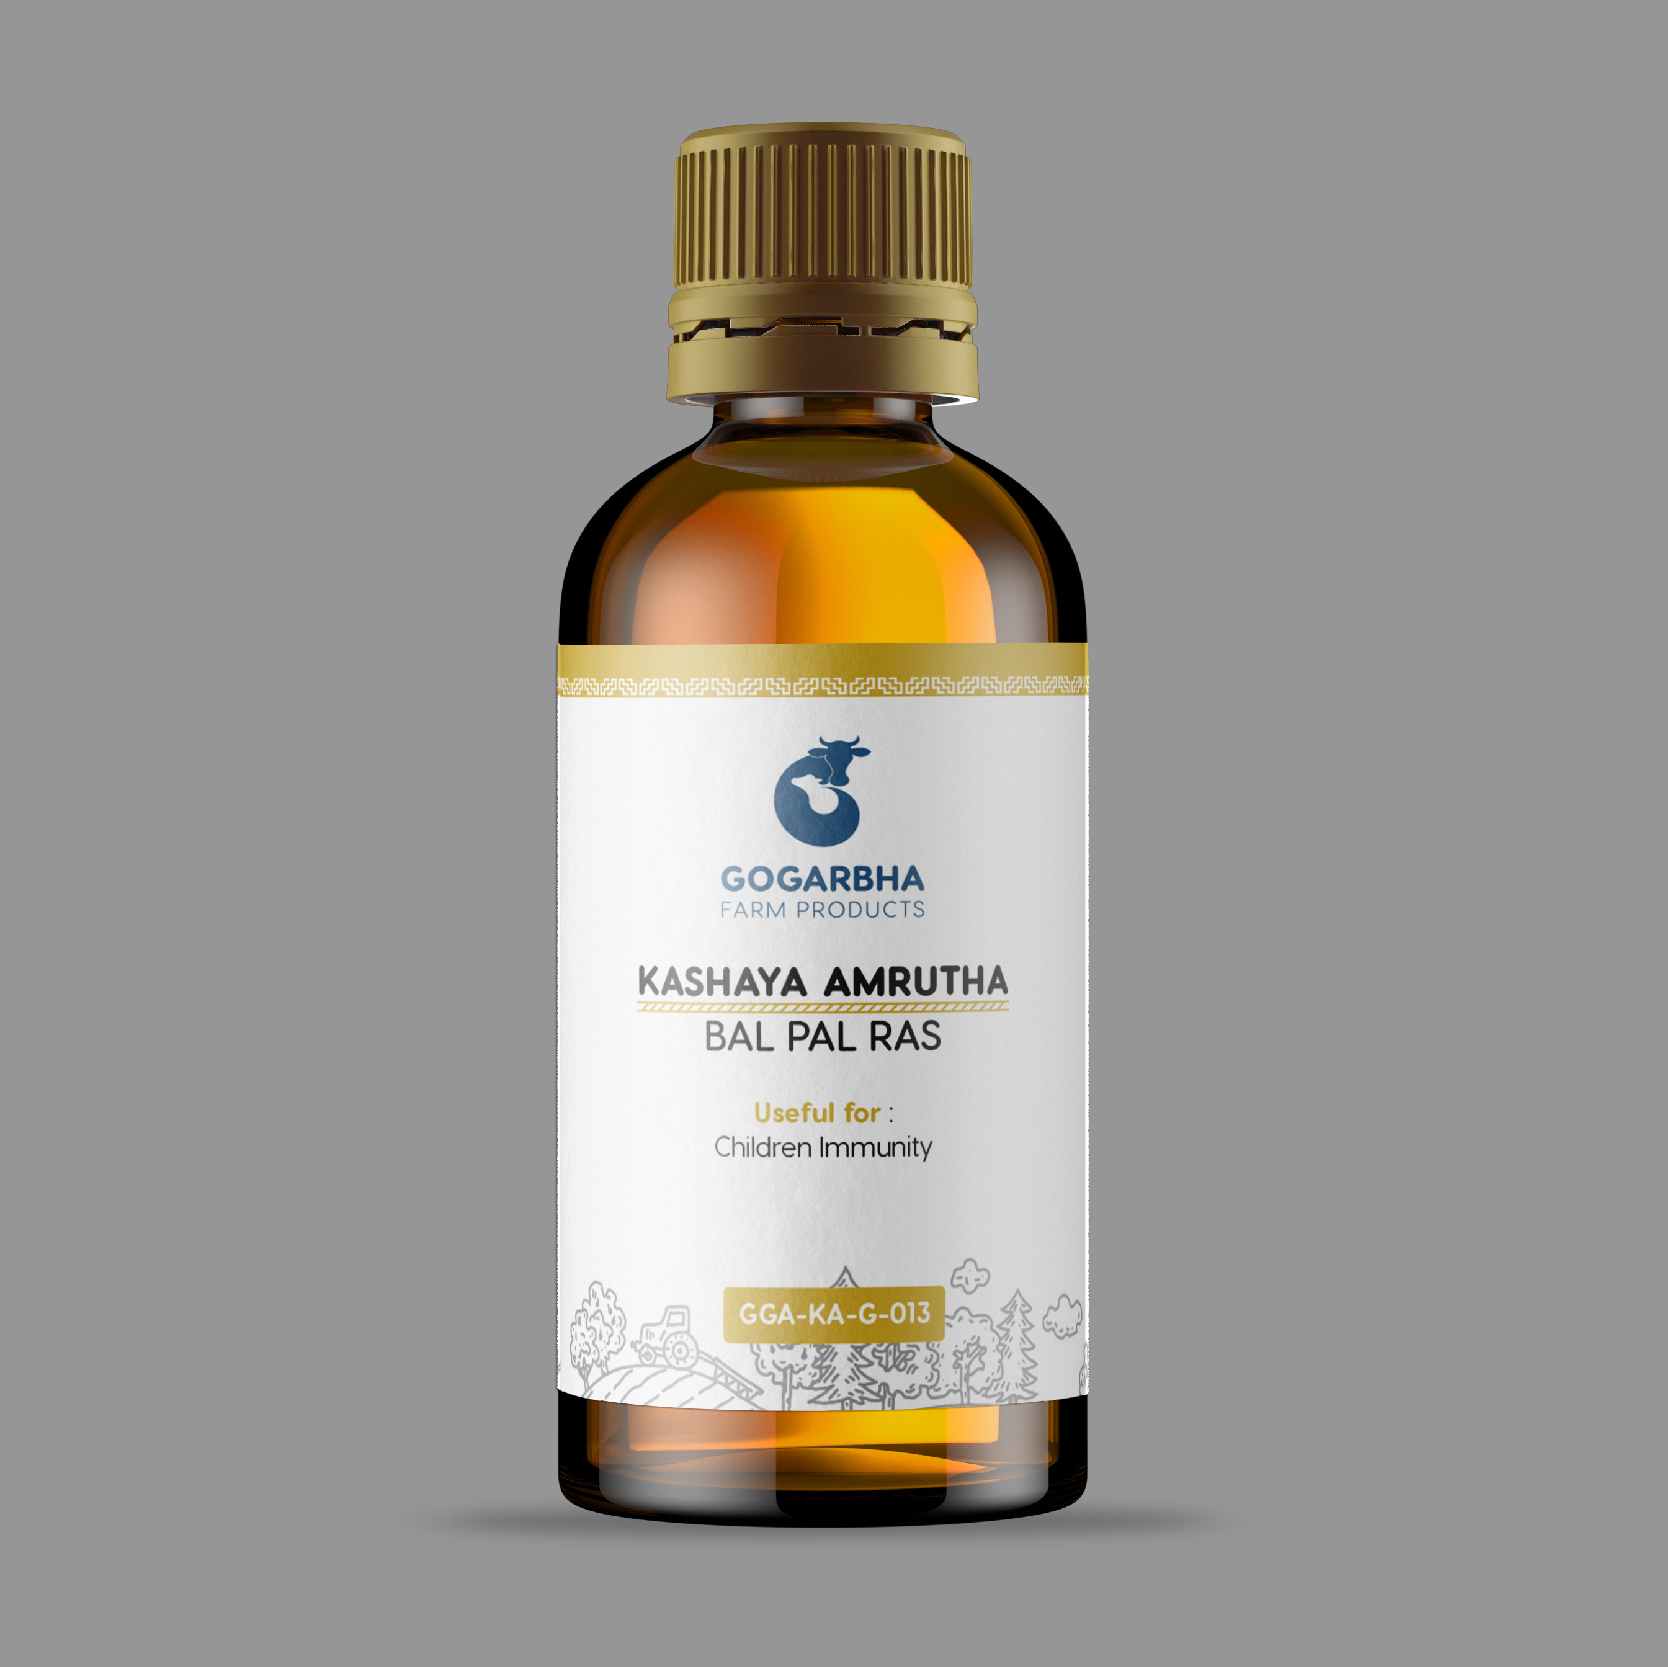 GOGARBHA
FARM PRODUCTS
KASHAYA AMRUTHA
BAL PAL RAS
Useful for :
Children Immunity
GGA-KA-G-013